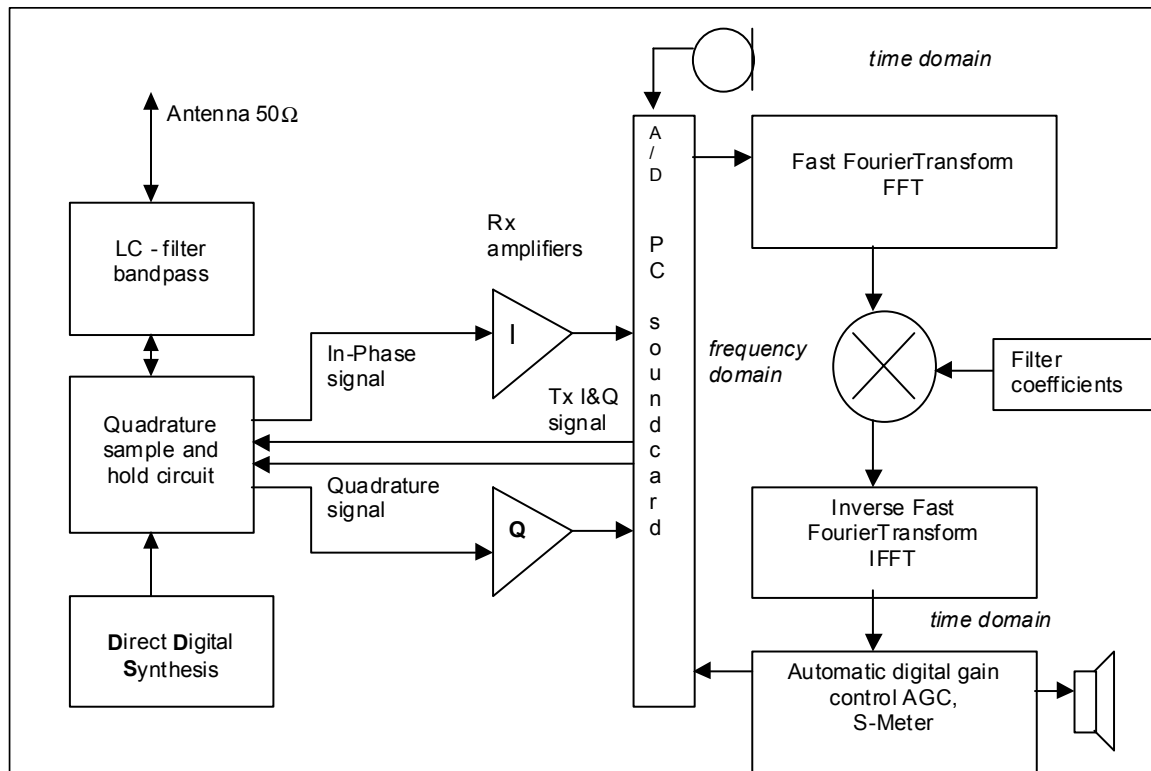 time domain
Antenna 50Ω
A/D PC soundcard
Fast FourierTransform
FFT
LC - filter
bandpass
Rx
amplifiers
I
In-Phase
signal
frequency
domain
Filter
coefficients
Tx I&Q
signal
Quadrature
sample and
hold circuit
Quadrature
signal
Q
Inverse Fast
FourierTransform
IFFT
time domain
Direct Digital
Synthesis
Automatic digital gain
control AGC,
S-Meter